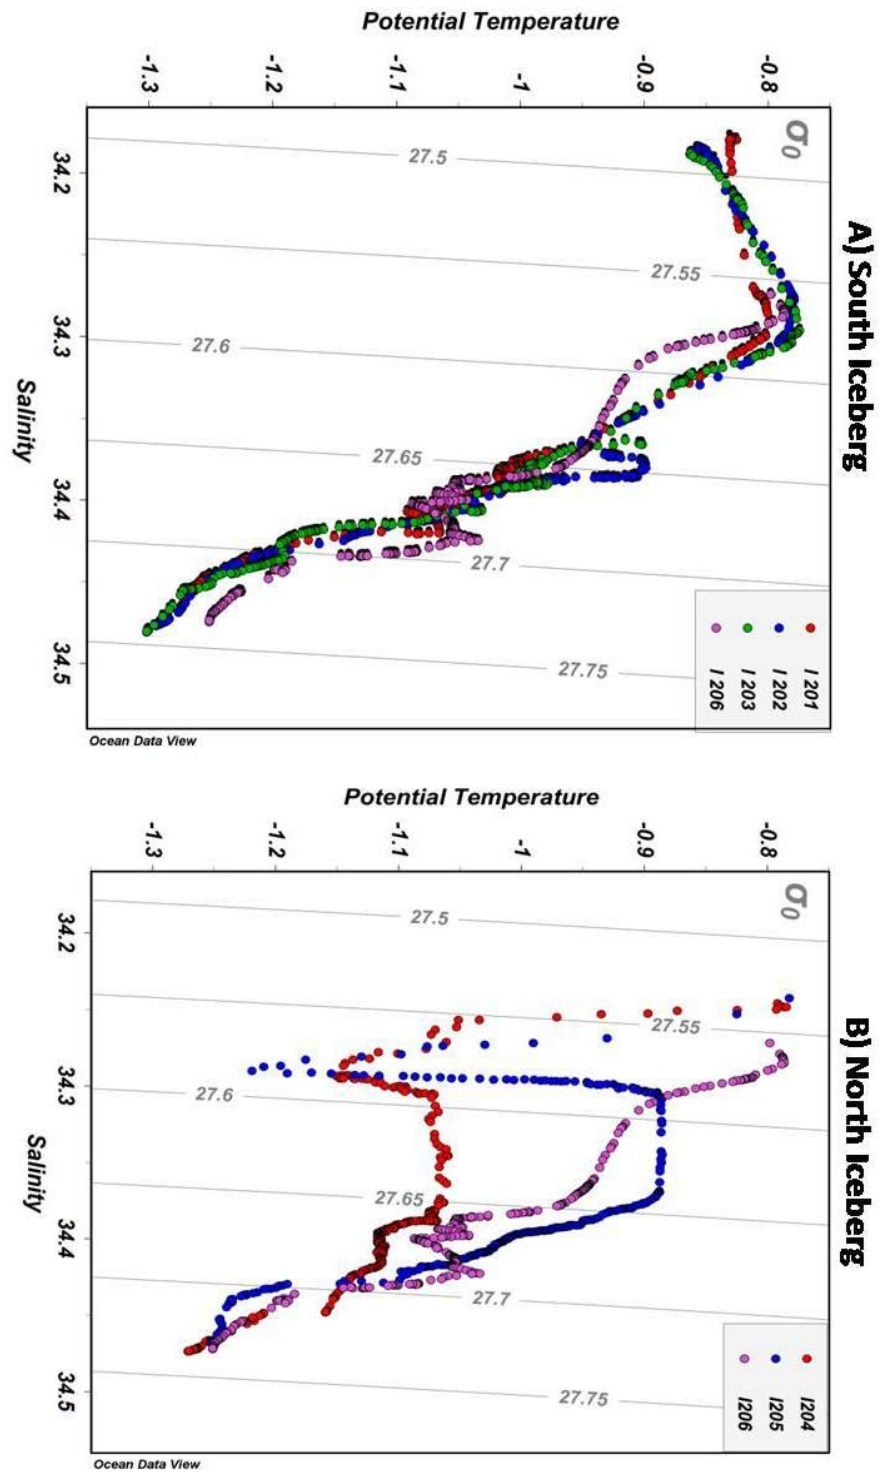 A) South Iceberg
σ0
Potential Temperature
-0.8
-0.9
-1
-1.1
-1.2
-1.3
27.5
27.55
27.6
27.65
27.7
27.75
I 201
I 202
I 203
I 206
34.2
34.3
34.4
34.5
Salinity
Ocean Data View
B) North Iceberg
σ0
Potential Temperature
-0.8
-0.9
-1
-1.1
-1.2
-1.3
27.5
27.55
27.6
27.65
27.7
27.75
I204
I205
I206
34.2
34.3
34.4
34.5
Salinity
Ocean Data View